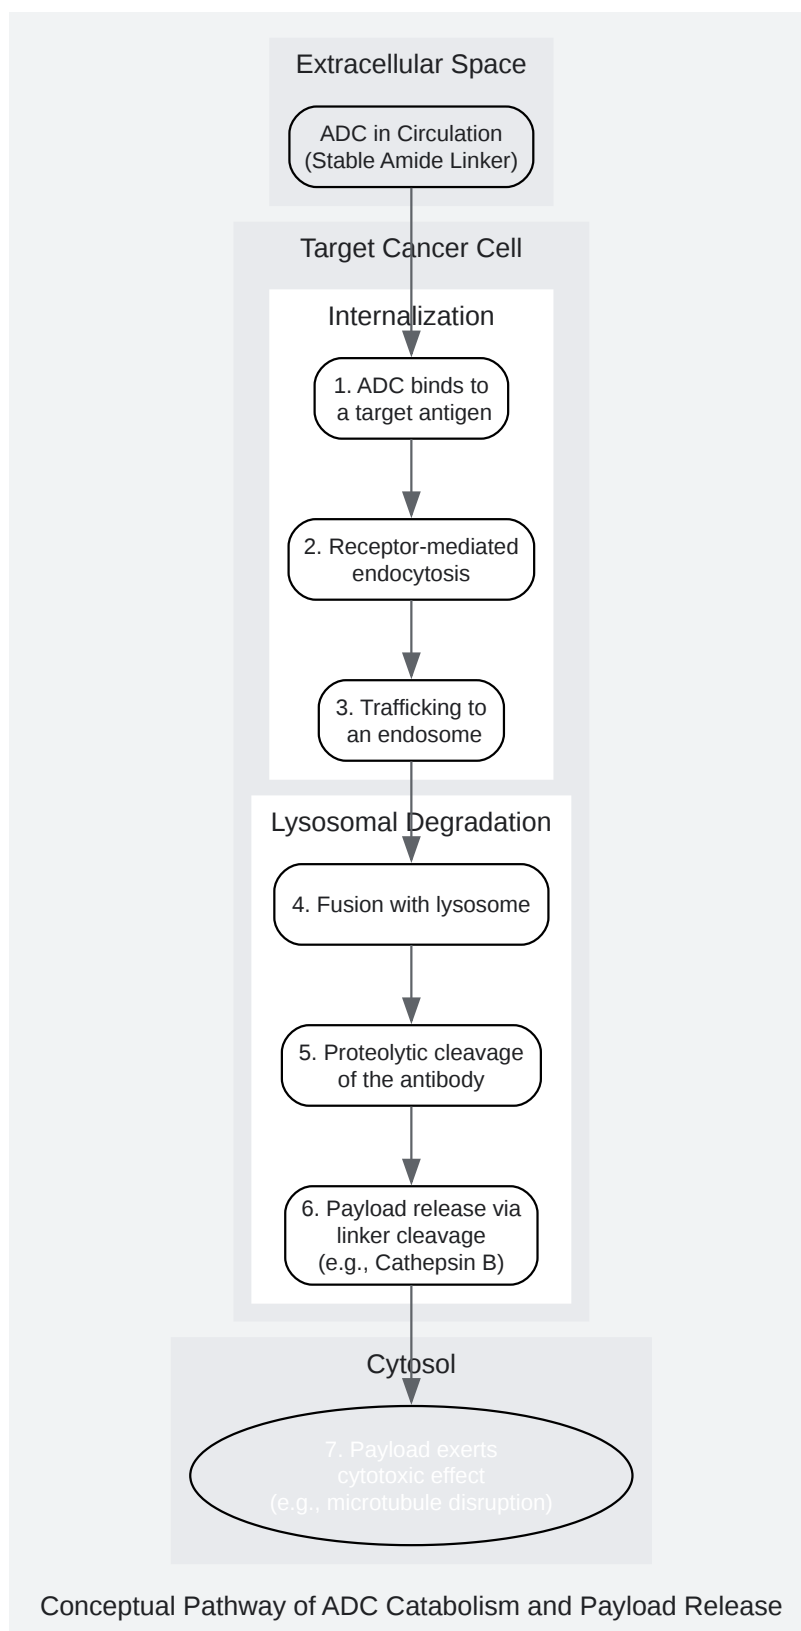 Extracellular Space
ADC in Circulation
(Stable Amide Linker)
Target Cancer Cell
Internalization
1. ADC binds to
a target antigen
2. Receptor-mediated
endocytosis
3. Trafficking to
an endosome
Lysosomal Degradation
4. Fusion with lysosome
5. Proteolytic cleavage
of the antibody
6. Payload release via
linker cleavage
(e.g., Cathepsin B)
Cytosol
7. Payload exerts
cytotoxic effect
(e.g., microtubule disruption)
Conceptual Pathway of ADC Catabolism and Payload Release